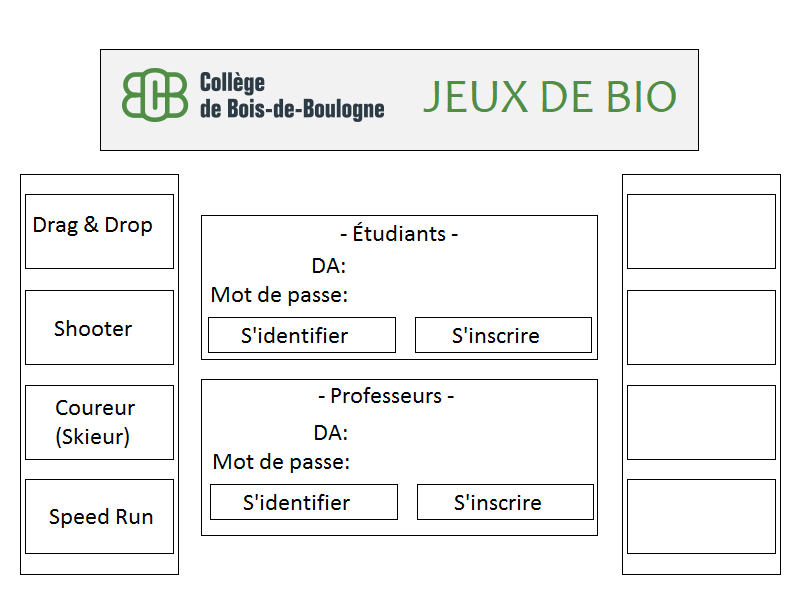 Collège
de Bois-de-Boulogne
JEUX DE BIO
Drag & Drop
Shooter
Coureur
(Skieur)
Speed Run
- Étudiants -
DA:
Mot de passe:
S'identifier
S'inscrire
- Professeurs -
DA:
Mot de passe:
S'identifier
S'inscrire